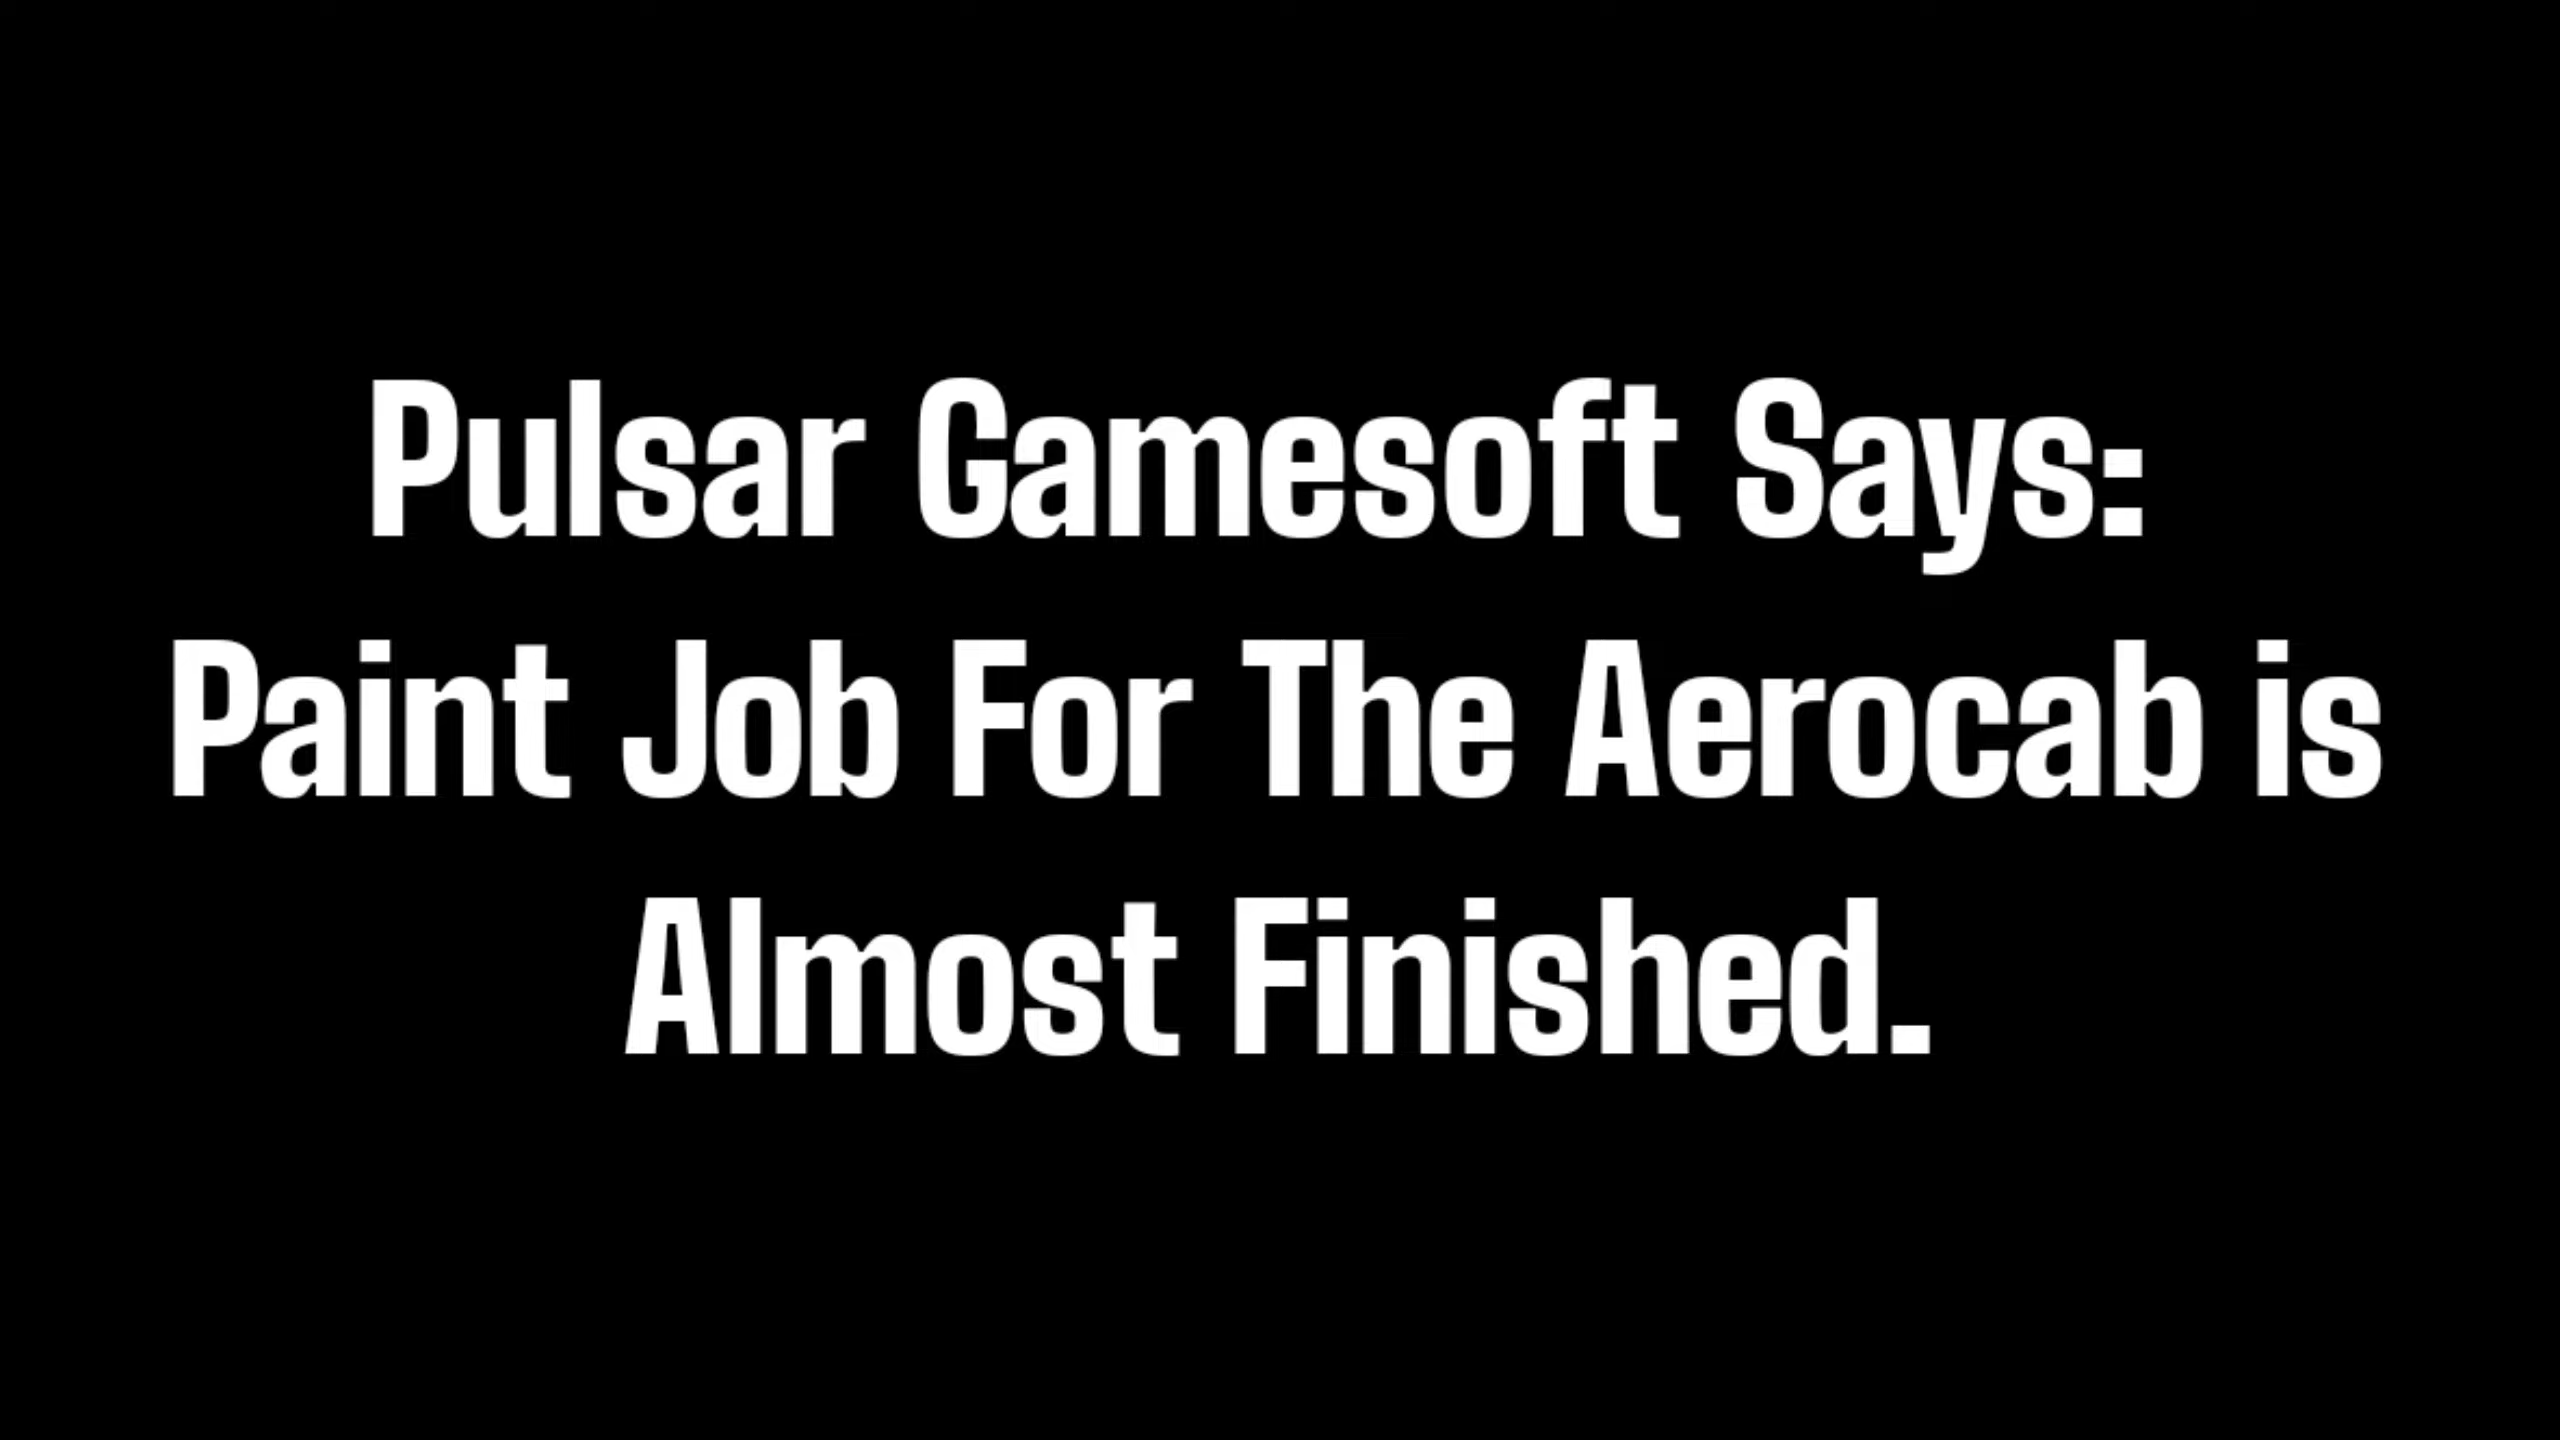 Pulsar Gamesoft Says:
Paint Job For The Aerocab is
Almost Finished.